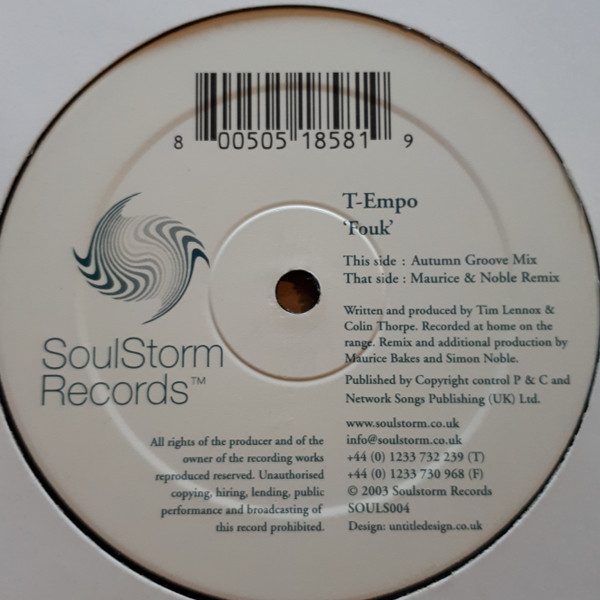 8 00505 18581 9
T-Empo
'Fouk'
This side : Autumn Groove Mix
That side : Maurice & Noble Remix
Written and produced by Tim Lennox &
Colin Thorpe. Recorded at home on the
range. Remix and additional production by
Maurice Bakes and Simon Noble.
Published by Copyright control P & C and
Network Songs Publishing (UK) Ltd.
www.soulstorm.co.uk
info@soulstorm.co.uk
+44 (0) 1233 732 239 (T)
+44 (0) 1233 730 968 (F)
© 2003 Soulstorm Records
SOULS004
Design: untitledesign.co.uk
SoulStorm
Records™
All rights of the producer and of the
owner of the recording works
reproduced reserved. Unauthorised
copying, hiring, lending, public
performance and broadcasting of
this record prohibited.